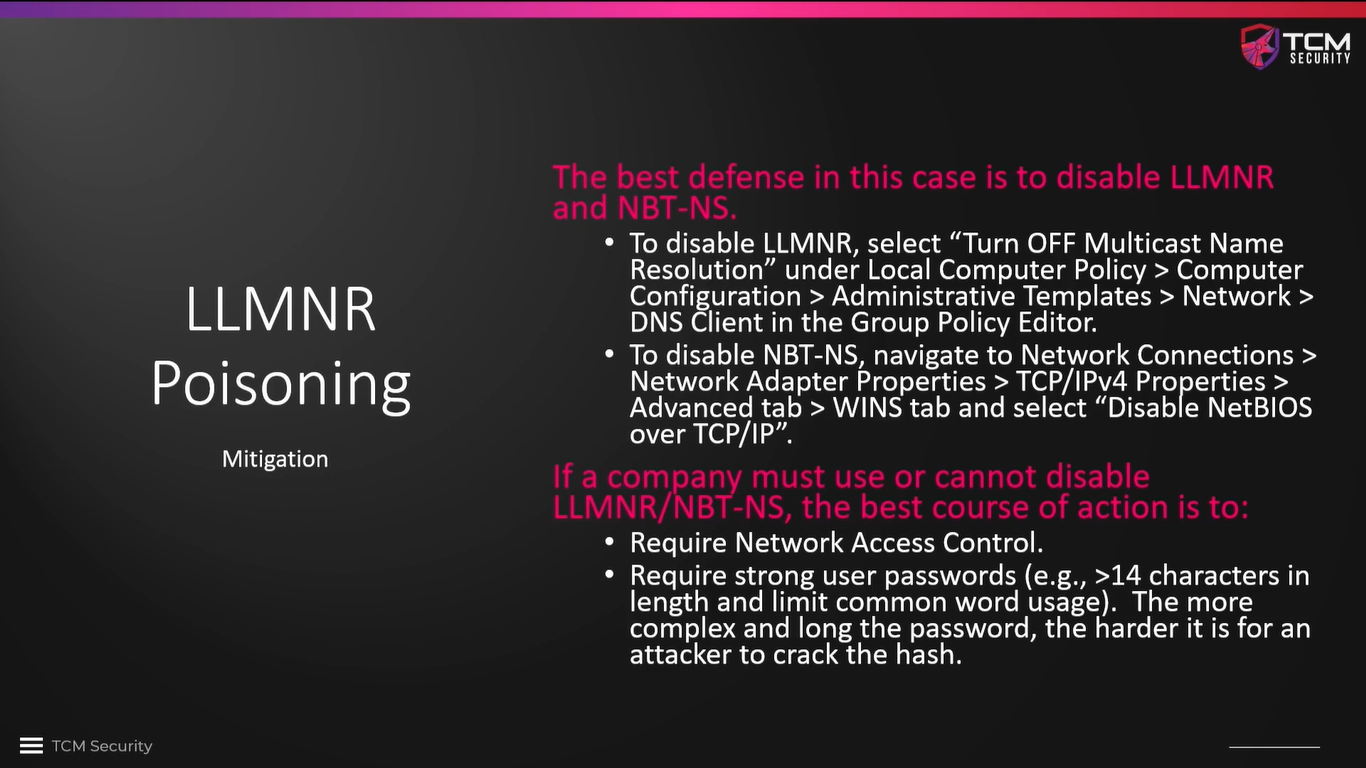 TCM
SECURITY
The best defense in this case is to disable LLMNR
and NBT-NS.
• To disable LLMNR, select “Turn OFF Multicast Name
Resolution” under Local Computer Policy > Computer
Configuration > Administrative Templates > Network >
DNS Client in the Group Policy Editor.
• To disable NBT-NS, navigate to Network Connections >
Network Adapter Properties > TCP/IPv4 Properties >
Advanced tab > WINS tab and select “Disable NetBIOS
over TCP/IP”.
If a company must use or cannot disable
LLMNR/NBT-NS, the best course of action is to:
• Require Network Access Control.
• Require strong user passwords (e.g., >14 characters in
length and limit common word usage).  The more
complex and long the password, the harder it is for an
attacker to crack the hash.
LLMNR
Poisoning
Mitigation
TCM Security